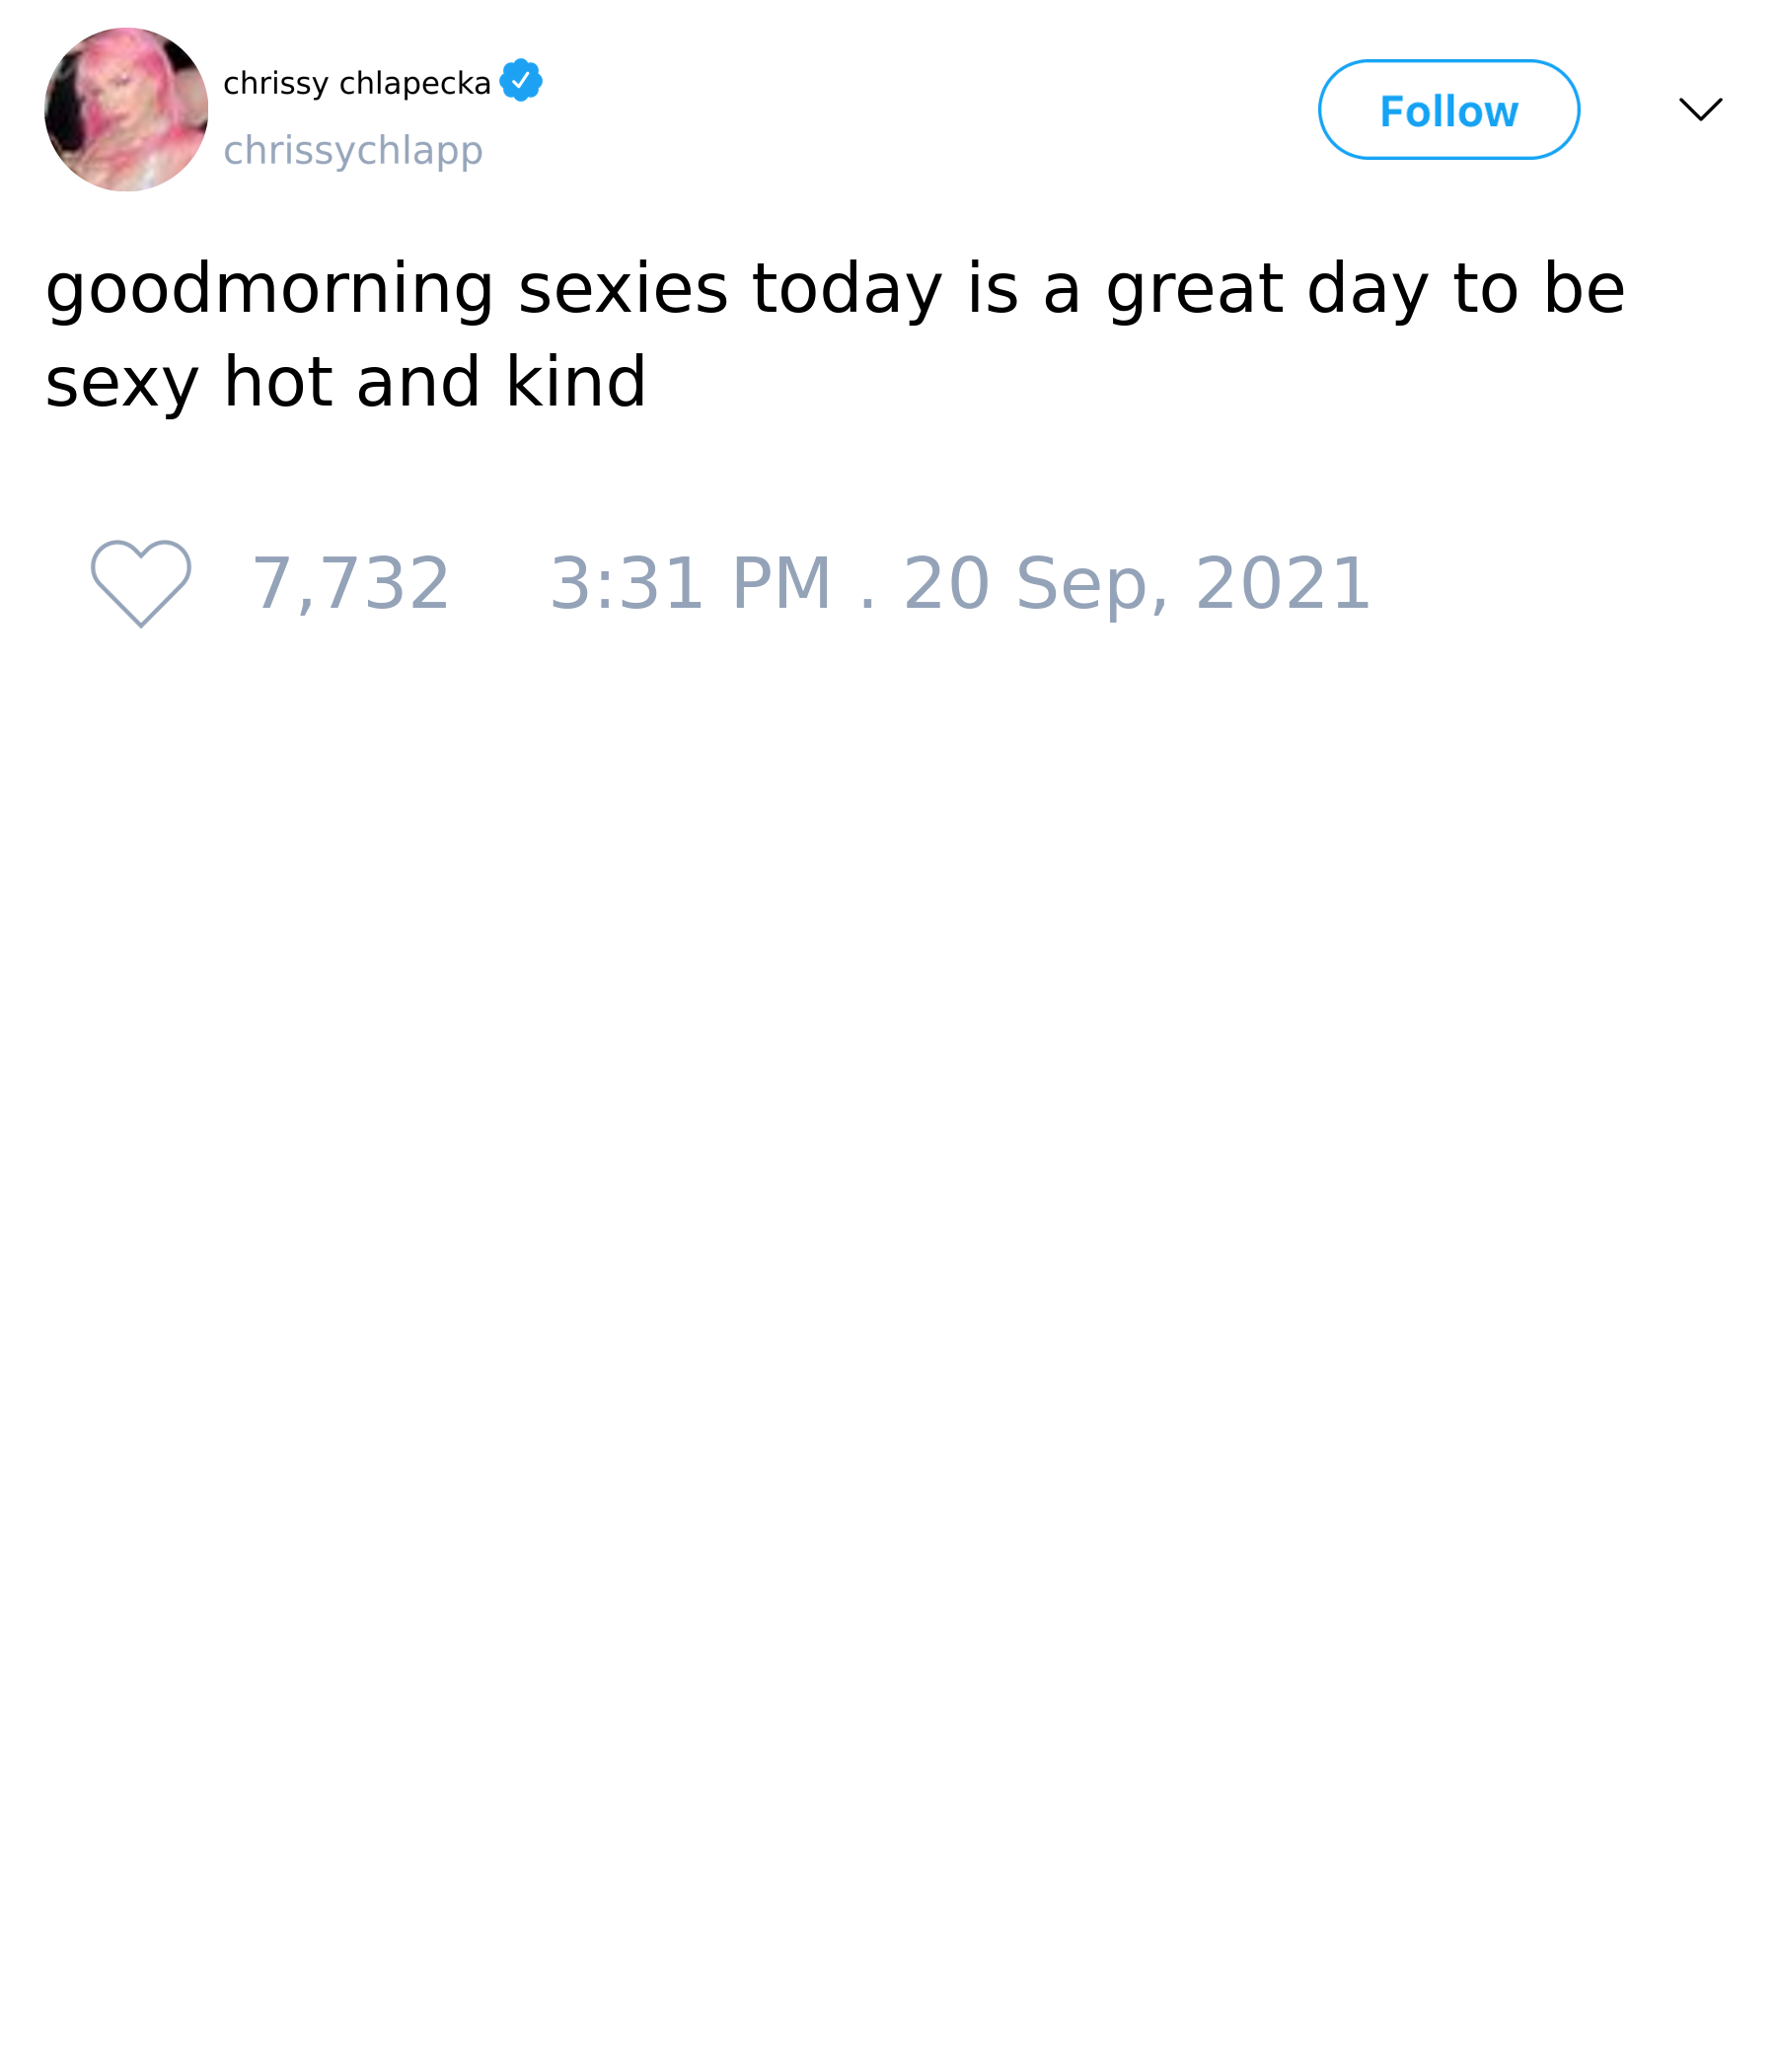 chrissy chlapecka
chrissychlapp
Follow
goodmorning sexies today is a great day to be
sexy hot and kind
7,732 3:31 PM . 20 Sep, 2021